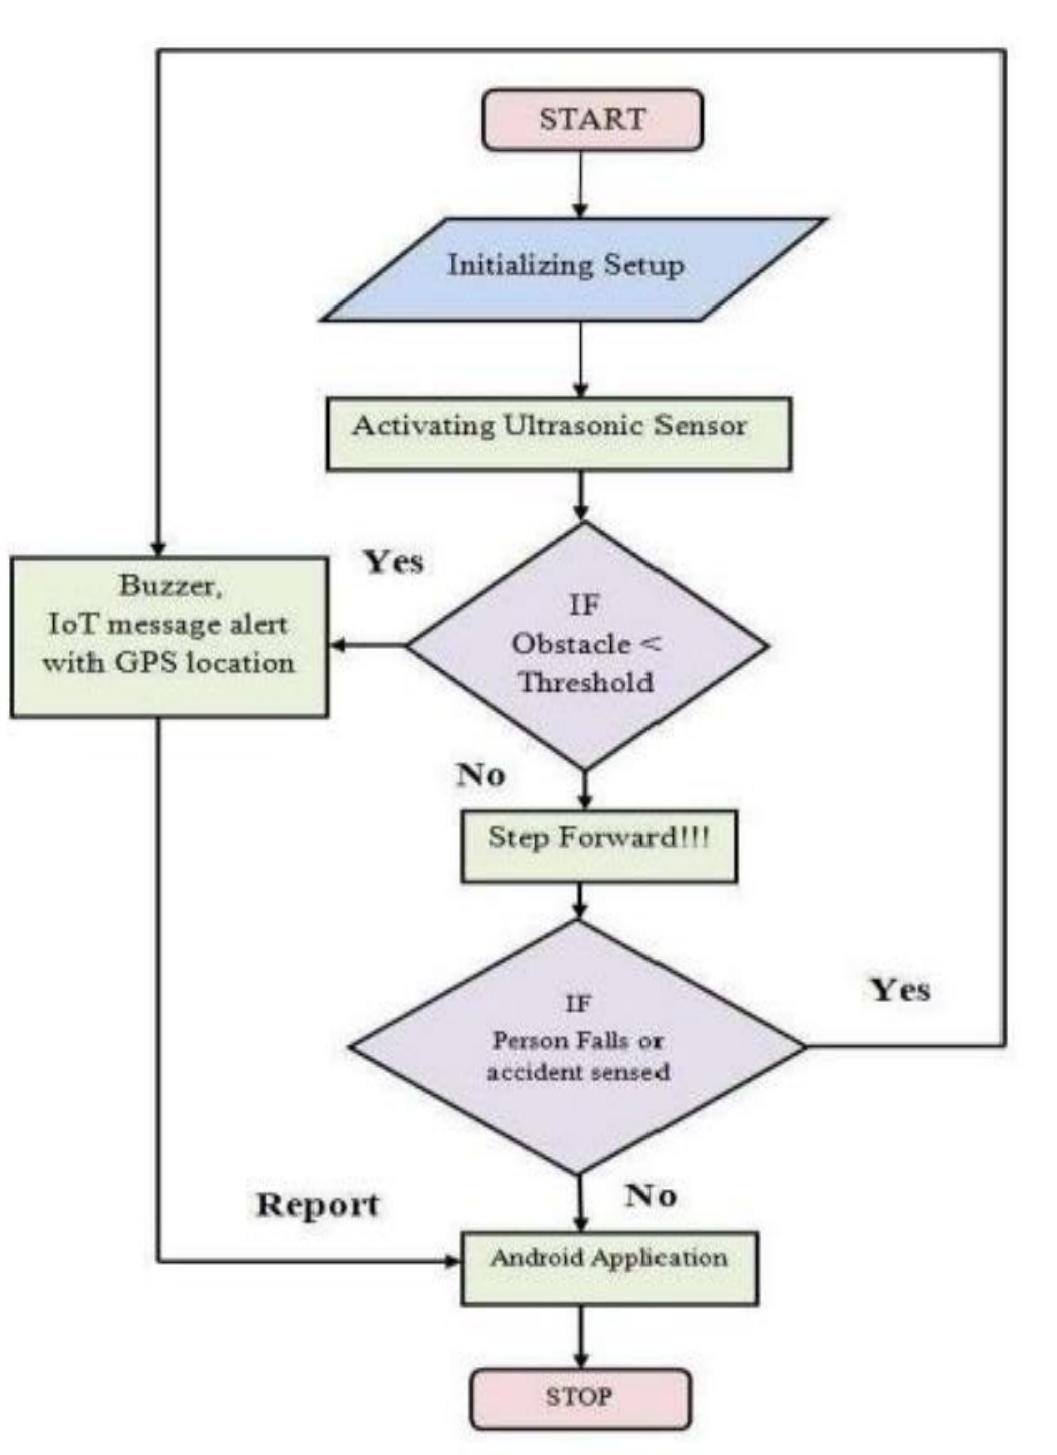 START
Initializing Setup
Activating Ultrasonic Sensor
Yes
Buzzer,
IoT message alert
with GPS location
IF
Obstacle <
Threshold
No
Step Forward!!!
IF
Person Falls or
accident sensed
Yes
Report
No
Android Application
STOP